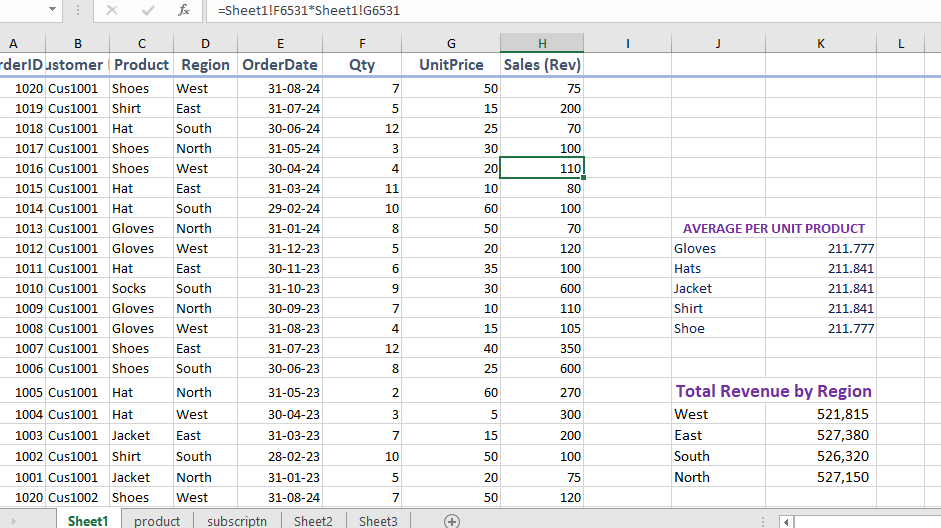 fx =Sheet1!F6531*Sheet1!G6531
A B C D E F G H I J K L
rderID ustomer Product Region OrderDate Qty UnitPrice Sales (Rev)
1020 Cus1001 Shoes West 31-08-24 7 50 75
1019 Cus1001 Shirt East 31-07-24 5 15 200
1018 Cus1001 Hat South 30-06-24 12 25 70
1017 Cus1001 Shoes North 31-05-24 3 30 100
1016 Cus1001 Shoes West 30-04-24 4 20 110
1015 Cus1001 Hat East 31-03-24 11 10 80
1014 Cus1001 Hat South 29-02-24 10 60 100
1013 Cus1001 Gloves North 31-01-24 8 50 70 AVERAGE PER UNIT PRODUCT
1012 Cus1001 Gloves West 31-12-23 5 20 120 Gloves 211.777
1011 Cus1001 Hat East 30-11-23 6 35 100 Hats 211.841
1010 Cus1001 Socks South 31-10-23 9 30 600 Jacket 211.841
1009 Cus1001 Gloves North 30-09-23 7 10 110 Shirt 211.841
1008 Cus1001 Gloves West 31-08-23 4 15 105 Shoe 211.777
1007 Cus1001 Shoes East 31-07-23 12 40 350
1006 Cus1001 Shoes South 30-06-23 8 25 600
1005 Cus1001 Hat North 31-05-23 2 60 270 Total Revenue by Region
1004 Cus1001 Hat West 30-04-23 3 5 300 West 521,815
1003 Cus1001 Jacket East 31-03-23 7 15 200 East 527,380
1002 Cus1001 Shirt South 28-02-23 10 50 100 South 526,320
1001 Cus1001 Jacket North 31-01-23 5 20 75 North 527,150
1020 Cus1002 Shoes West 31-08-24 7 50 120
Sheet1 product subscriptn Sheet2 Sheet3